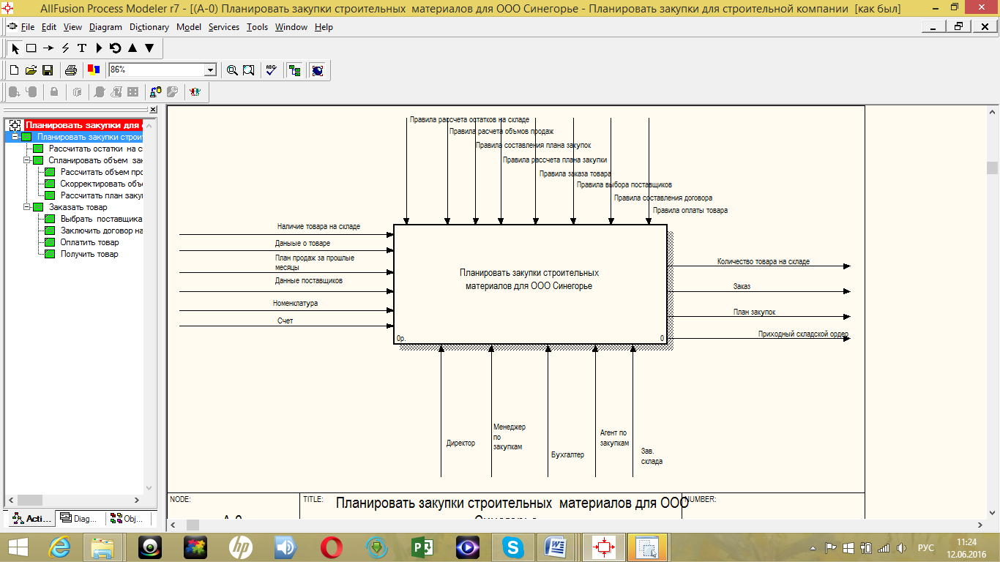 AllFusion Process Modeler r7 - [(A-0) Планировать закупки строительных материалов для ООО Синегорье - Планировать закупки для строительной компании [как был]
File Edit View Diagram Dictionary Model Services Tools Window Help
86%
Планировать закупки для
Планировать закупки строит
Рассчитать остатки на с
Спланировать объем зак
Рассчитать объем про
Скорректировать объе
Рассчитать план закуп
Заказать товар
Выбрать поставщика
Заключить договор на
Оплатить товар
Получить товар
Acti... Diag... Obj...
Правила рассчета остатков на складе
Правила расчета объмов продаж
Правила составления плана закупок
Правила рассчета плана закупки
Правила заказа товара
Правила выбора поставщиков
Правила составления договора
Правила оплаты товара
Наличие товара на складе
Даныые о товаре
План продаж за прошлые
месяцы
Данные поставщиков
Номенклатура
Счет
Планировать закупки строительных
материалов для ООО Синегорье
0р. 0
Количество товара на складе
Заказ
План закупок
Приходный складской ордер
Директор
Менеджер
по
закупкам
Бухгалтер
Агент по
закупкам
Зав.
склада
NODE: TITLE: Планировать закупки строительных материалов для ООО NUMBER:
A-0 Синегорье
РУС
11:24
12.06.2016